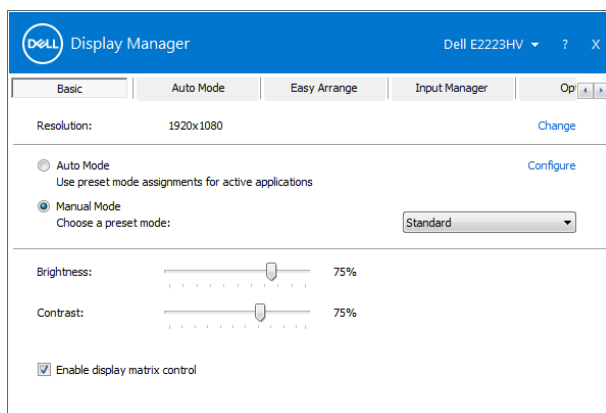 DELL Display Manager Dell E2223HV ? X
Basic Auto Mode Easy Arrange Input Manager Op
Resolution: 1920x1080 Change
Auto Mode Configure
Use preset mode assignments for active applications
Manual Mode
Choose a preset mode: Standard
Brightness: 75%
Contrast: 75%
Enable display matrix control